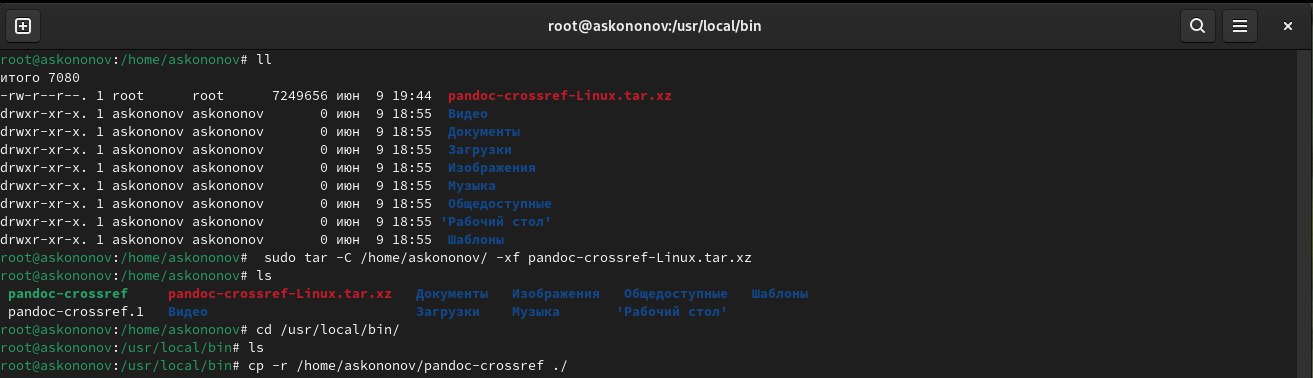 root@askononov:/usr/local/bin
root@askononov:/home/askononov# ll
итого 7080
-rw-r--r--. 1 root      root      7249656 июн  9 19:44  pandoc-crossref-Linux.tar.xz
drwxr-xr-x. 1 askononov askononov       0 июн  9 18:55  Видео
drwxr-xr-x. 1 askononov askononov       0 июн  9 18:55  Документы
drwxr-xr-x. 1 askononov askononov       0 июн  9 18:55  Загрузки
drwxr-xr-x. 1 askononov askononov       0 июн  9 18:55  Изображения
drwxr-xr-x. 1 askononov askononov       0 июн  9 18:55  Музыка
drwxr-xr-x. 1 askononov askononov       0 июн  9 18:55  Общедоступные
drwxr-xr-x. 1 askononov askononov       0 июн  9 18:55 'Рабочий стол'
drwxr-xr-x. 1 askononov askononov       0 июн  9 18:55  Шаблоны
root@askononov:/home/askononov#  sudo tar -C /home/askononov/ -xf pandoc-crossref-Linux.tar.xz
root@askononov:/home/askononov# ls
 pandoc-crossref     pandoc-crossref-Linux.tar.xz   Документы   Изображения   Общедоступные   Шаблоны
 pandoc-crossref.1   Видео                          Загрузки    Музыка       'Рабочий стол'
root@askononov:/home/askononov# cd /usr/local/bin/
root@askononov:/usr/local/bin# ls
root@askononov:/usr/local/bin# cp -r /home/askononov/pandoc-crossref ./